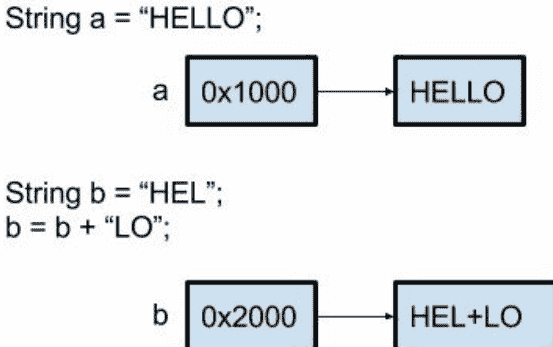 String a = “HELLO”;
a 0x1000 HELLO
String b = “HEL”;
b = b + “LO”;
b 0x2000 HEL+LO